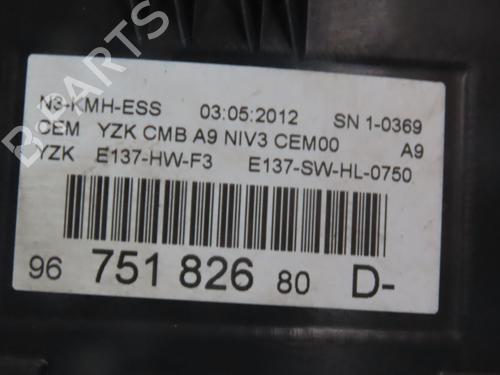 B-PARTS
N3-KMH-ESS 03:05:2012 SN 1-0369
CEM YZK CMB A9 NIV3 CEM00 A9
YZK E137-HW-F3 E137-SW-HL-0750
96 751 826 80 D-